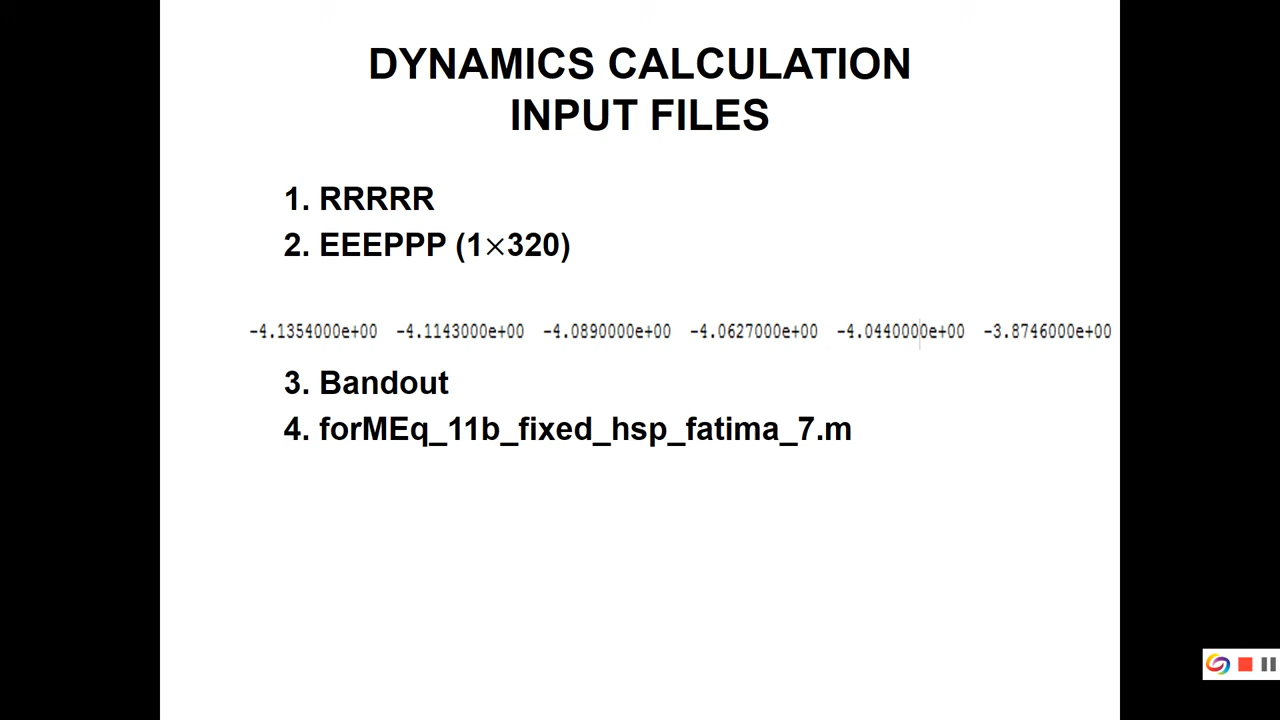 DYNAMICS CALCULATION
INPUT FILES
1. RRRRR
2. EEEPPP (1×320)
-4.1354000e+00 -4.1143000e+00 -4.0890000e+00 -4.0627000e+00 -4.0440000e+00 -3.8746000e+00
3. Bandout
4. forMEq_11b_fixed_hsp_fatima_7.m